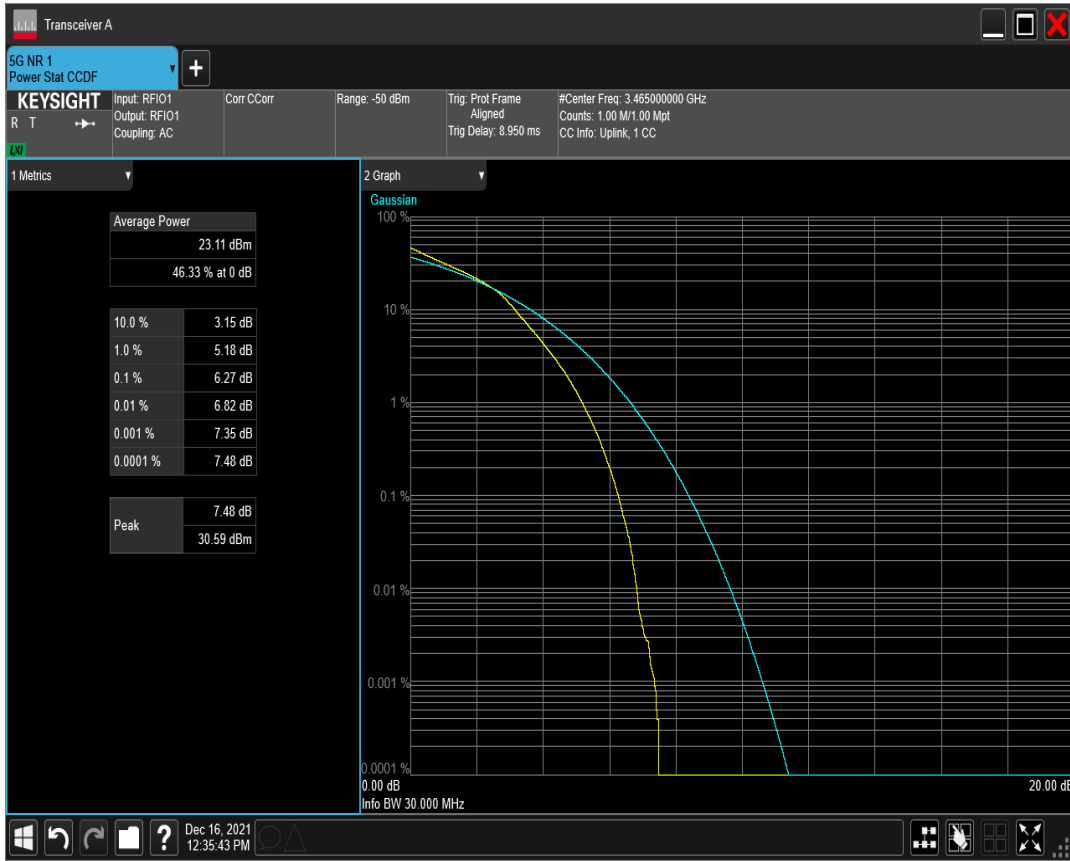 Transceiver A
5G NR 1
Power Stat CCDF
+
KEYSIGHT
R T
LXI
Input: RFIO1
Output: RFIO1
Coupling: AC
Corr CCorr
Range: -50 dBm
Trig: Prot Frame
Aligned
Trig Delay: 8.950 ms
#Center Freq: 3.465000000 GHz
Counts: 1.00 M/1.00 Mpt
CC Info: Uplink, 1 CC
1 Metrics
Average Power
23.11 dBm
46.33 % at 0 dB
10.0 % 3.15 dB
1.0 % 5.18 dB
0.1 % 6.27 dB
0.01 % 6.82 dB
0.001 % 7.35 dB
0.0001 % 7.48 dB
Peak
7.48 dB
30.59 dBm
2 Graph
Gaussian
100 %
10 %
1 %
0.1 %
0.01 %
0.001 %
0.0001 %
0.00 dB 20.00 dB
Info BW 30.000 MHz
?
Dec 16, 2021
12:35:43 PM